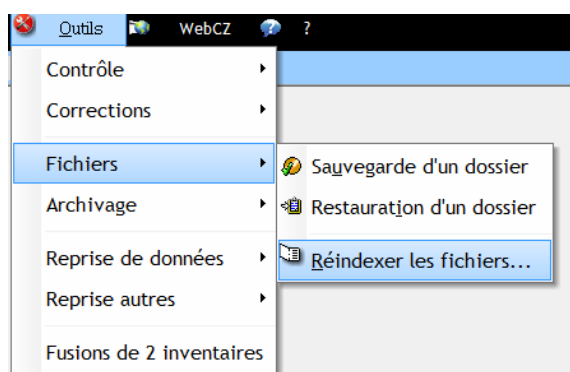 Outils WebCZ ?
Contrôle
Corrections
Fichiers
Sauvegarde d'un dossier
Archivage
Restauration d'un dossier
Reprise de données
Réindexer les fichiers...
Reprise autres
Fusions de 2 inventaires